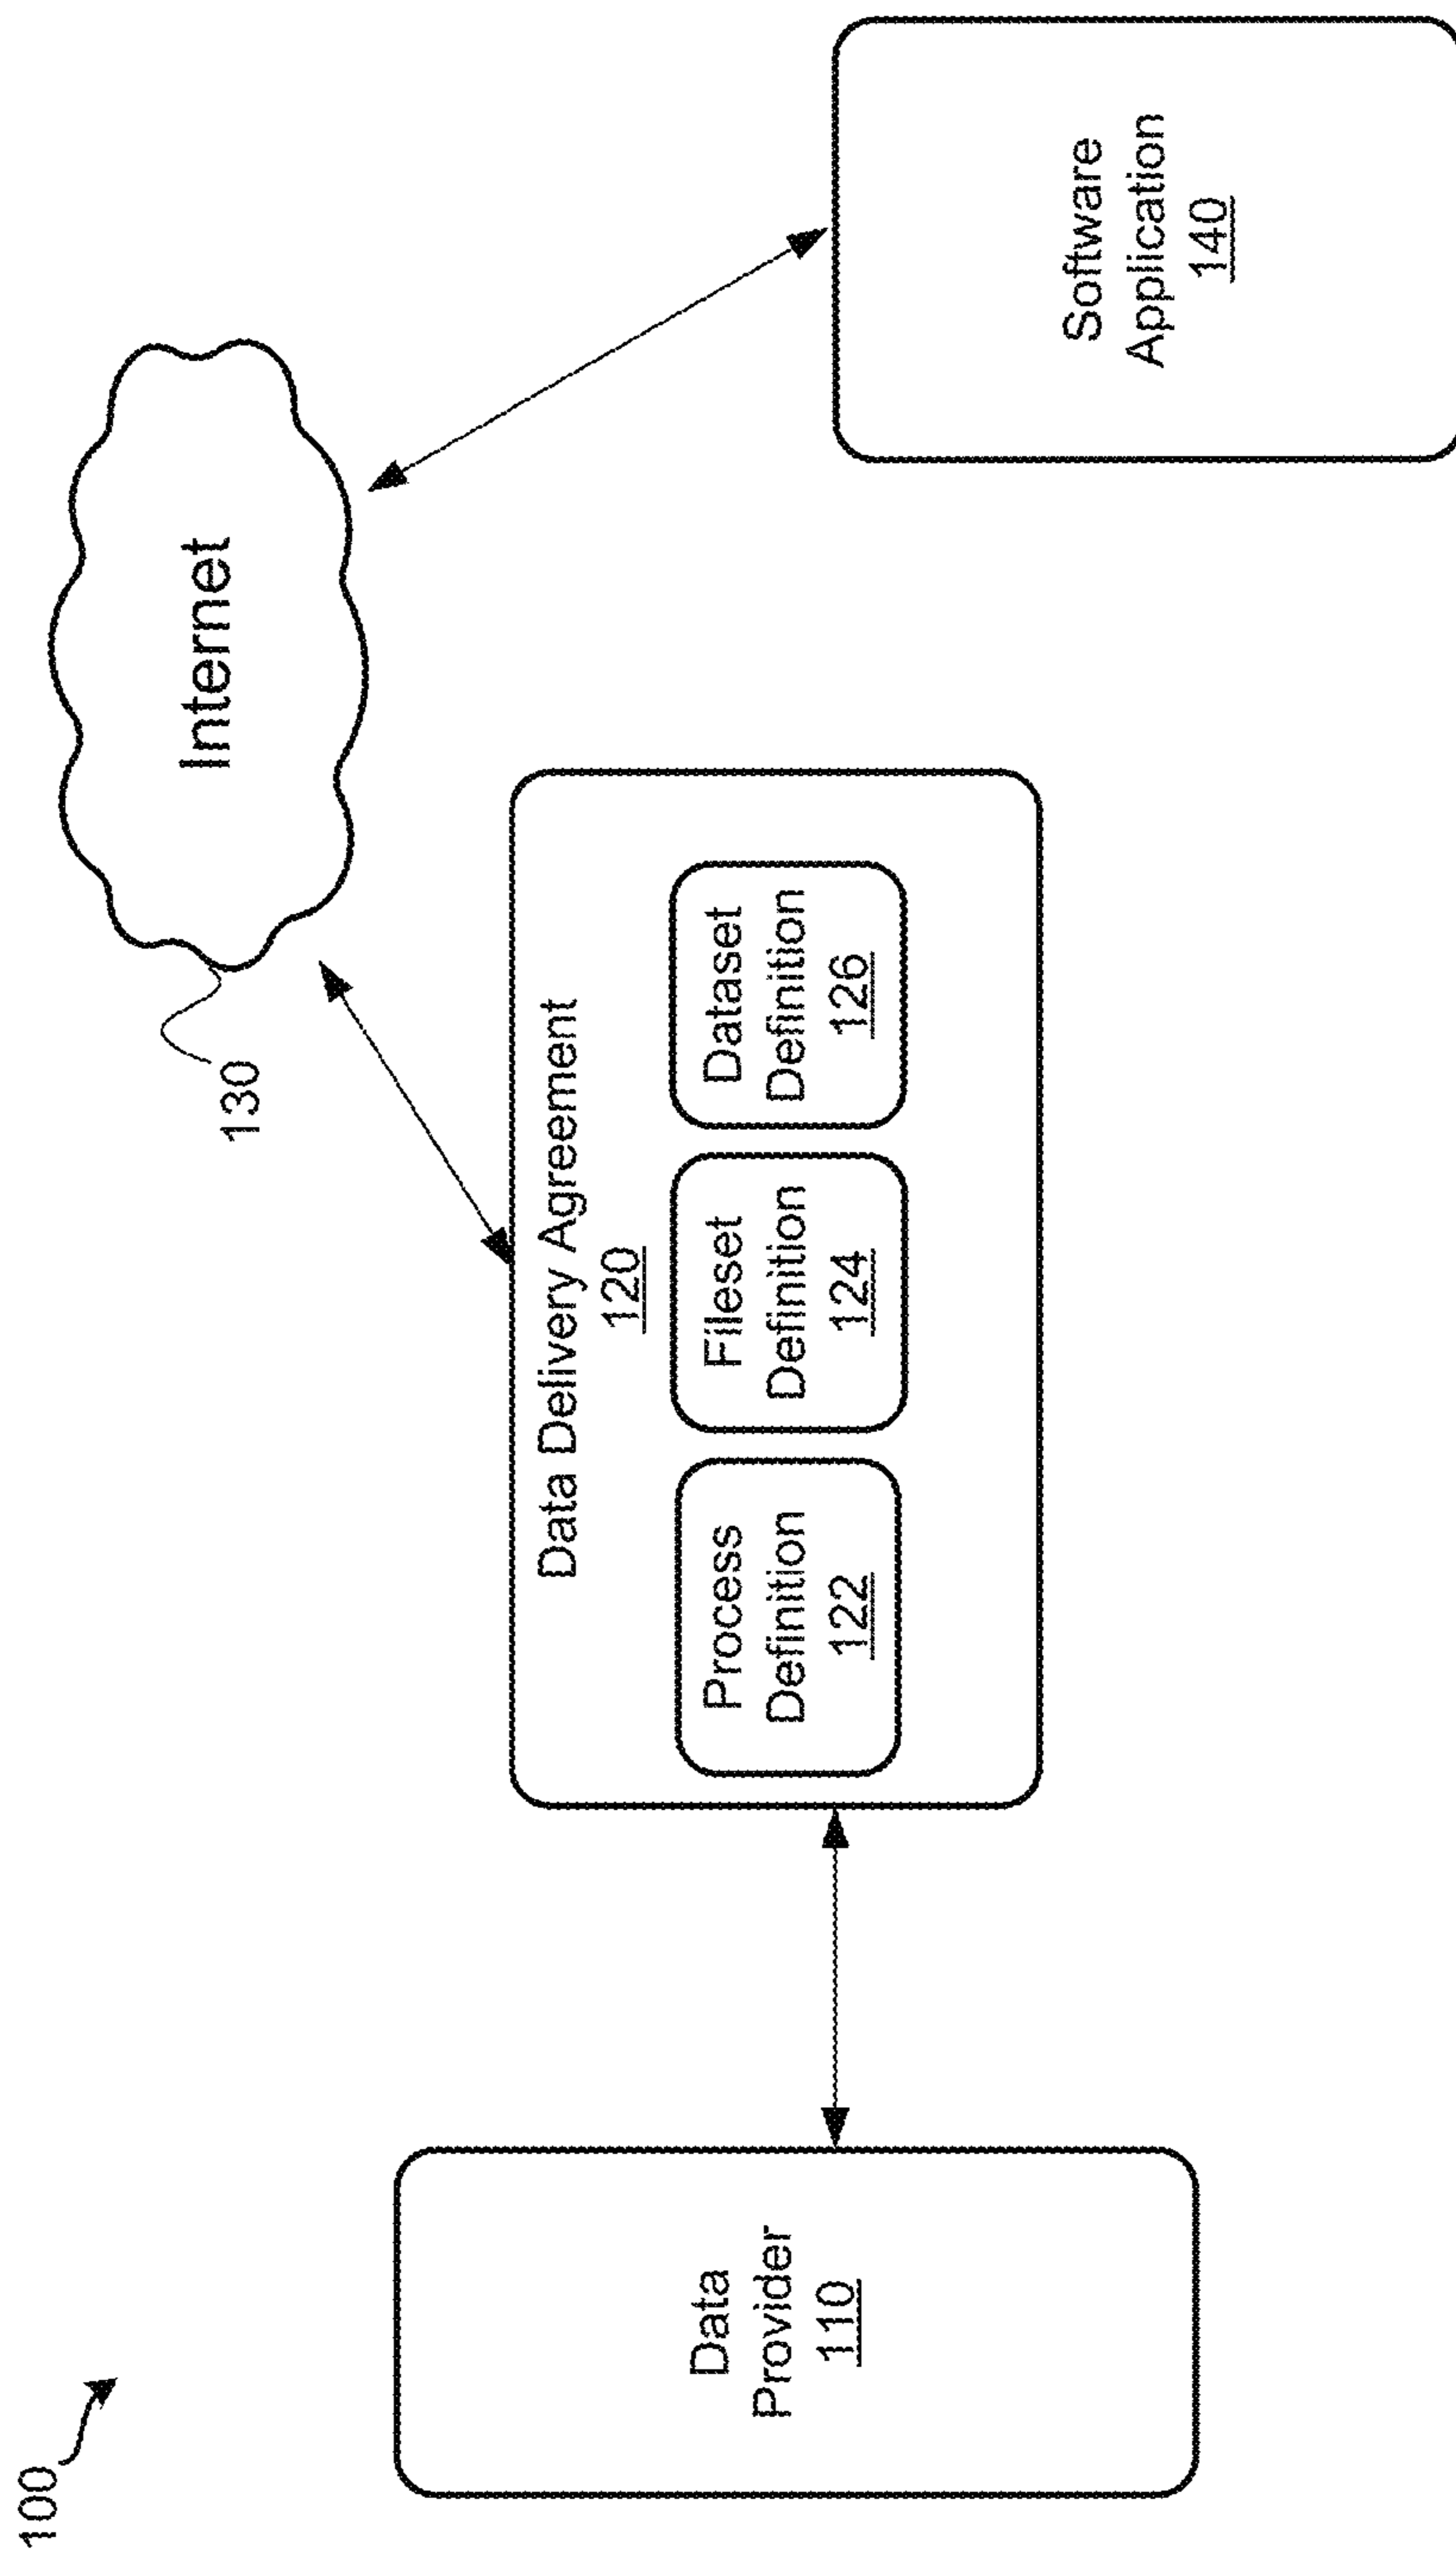 100
Internet
130
Data
Provider
110
Data Delivery Agreement
120
Process
Definition
122
Fileset
Definition
124
Dataset
Definition
126
Software
Application
140